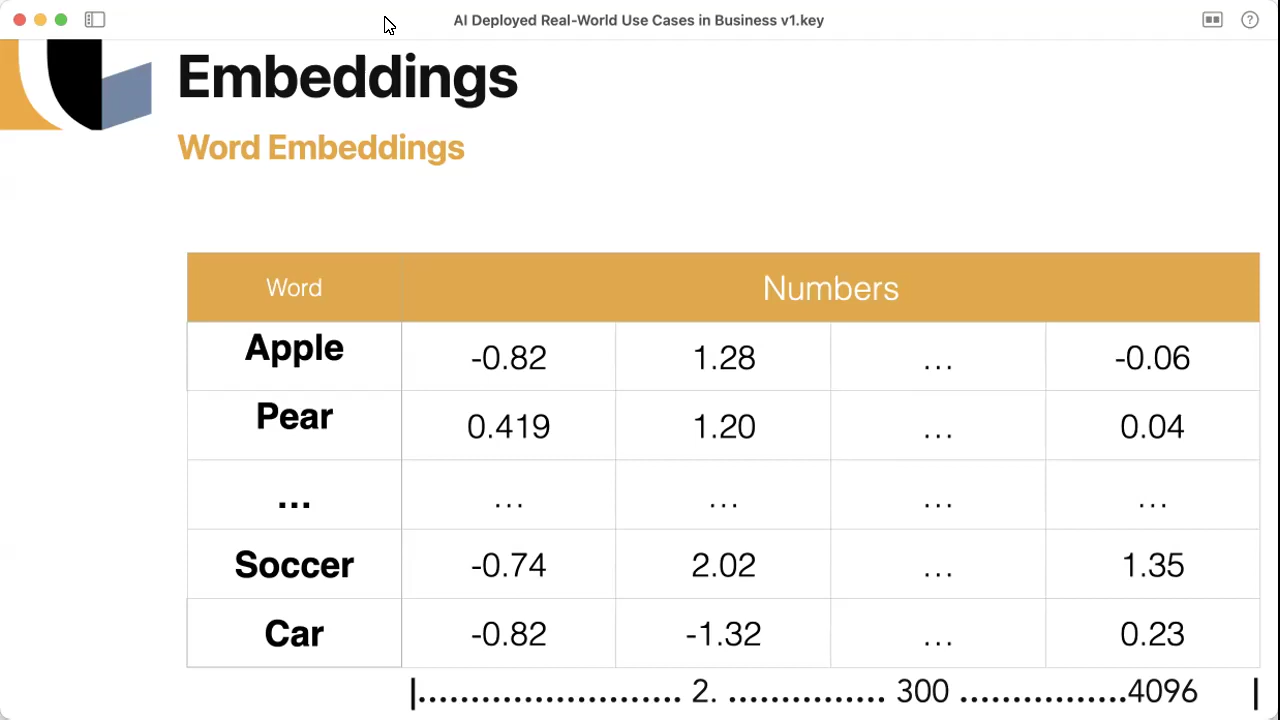 AI Deployed Real-World Use Cases in Business v1.key
Embeddings
Word Embeddings
Word Numbers
Apple -0.82 1.28 ... -0.06
Pear 0.419 1.20 ... 0.04
... ... ... ... ...
Soccer -0.74 2.02 ... 1.35
Car -0.82 -1.32 ... 0.23
|.......................... 2. ............... 300 ................4096 |